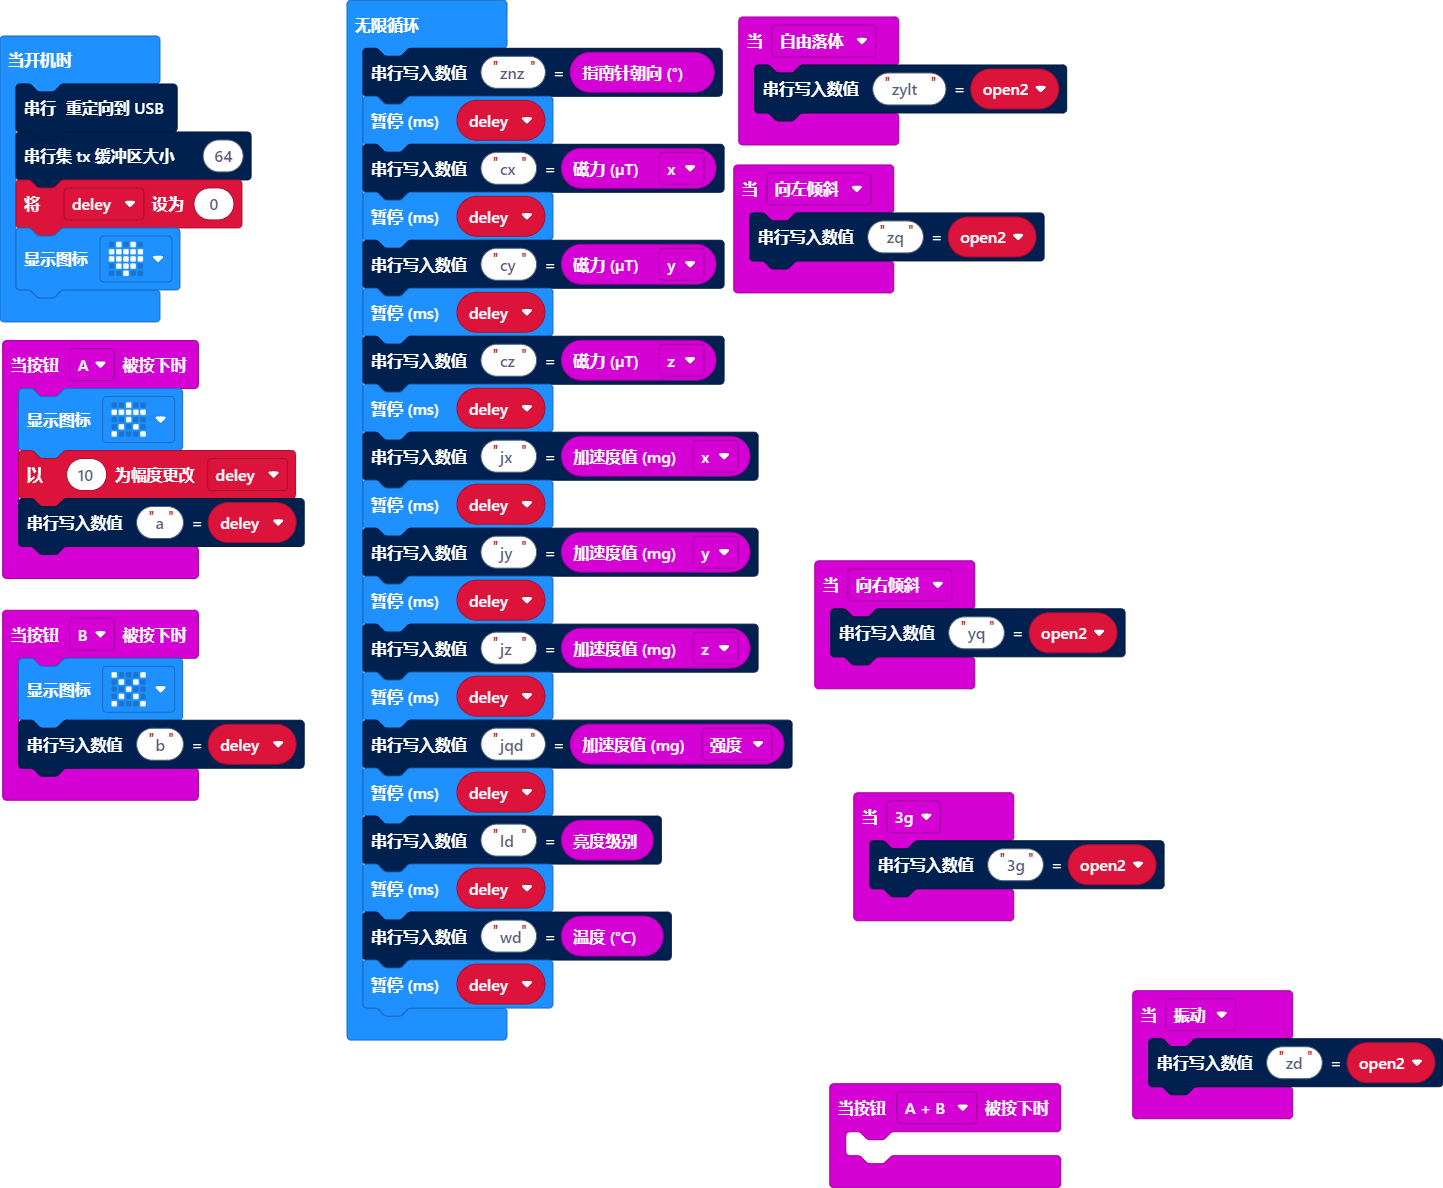 当开机时
串行 重定向到 USB
串行集 tx 缓冲区大小 64
将 deley 设为 0
显示图标
当按钮 A 被按下时
显示图标
以 10 为幅度更改 deley
串行写入数值 "a" = deley
当按钮 B 被按下时
显示图标
串行写入数值 "b" = deley
无限循环
串行写入数值 "znz" = 指南针朝向 (°)
暂停 (ms) deley
串行写入数值 "cx" = 磁力 (µT) x
暂停 (ms) deley
串行写入数值 "cy" = 磁力 (µT) y
暂停 (ms) deley
串行写入数值 "cz" = 磁力 (µT) z
暂停 (ms) deley
串行写入数值 "jx" = 加速度值 (mg) x
暂停 (ms) deley
串行写入数值 "jy" = 加速度值 (mg) y
暂停 (ms) deley
串行写入数值 "jz" = 加速度值 (mg) z
暂停 (ms) deley
串行写入数值 "jqd" = 加速度值 (mg) 强度
暂停 (ms) deley
串行写入数值 "ld" = 亮度级别
暂停 (ms) deley
串行写入数值 "wd" = 温度 (°C)
暂停 (ms) deley
当 自由落体
串行写入数值 "zylt" = open2
当 向左倾斜
串行写入数值 "zq" = open2
当 向右倾斜
串行写入数值 "yq" = open2
当 3g
串行写入数值 "3g" = open2
当 振动
串行写入数值 "zd" = open2
当按钮 A + B 被按下时